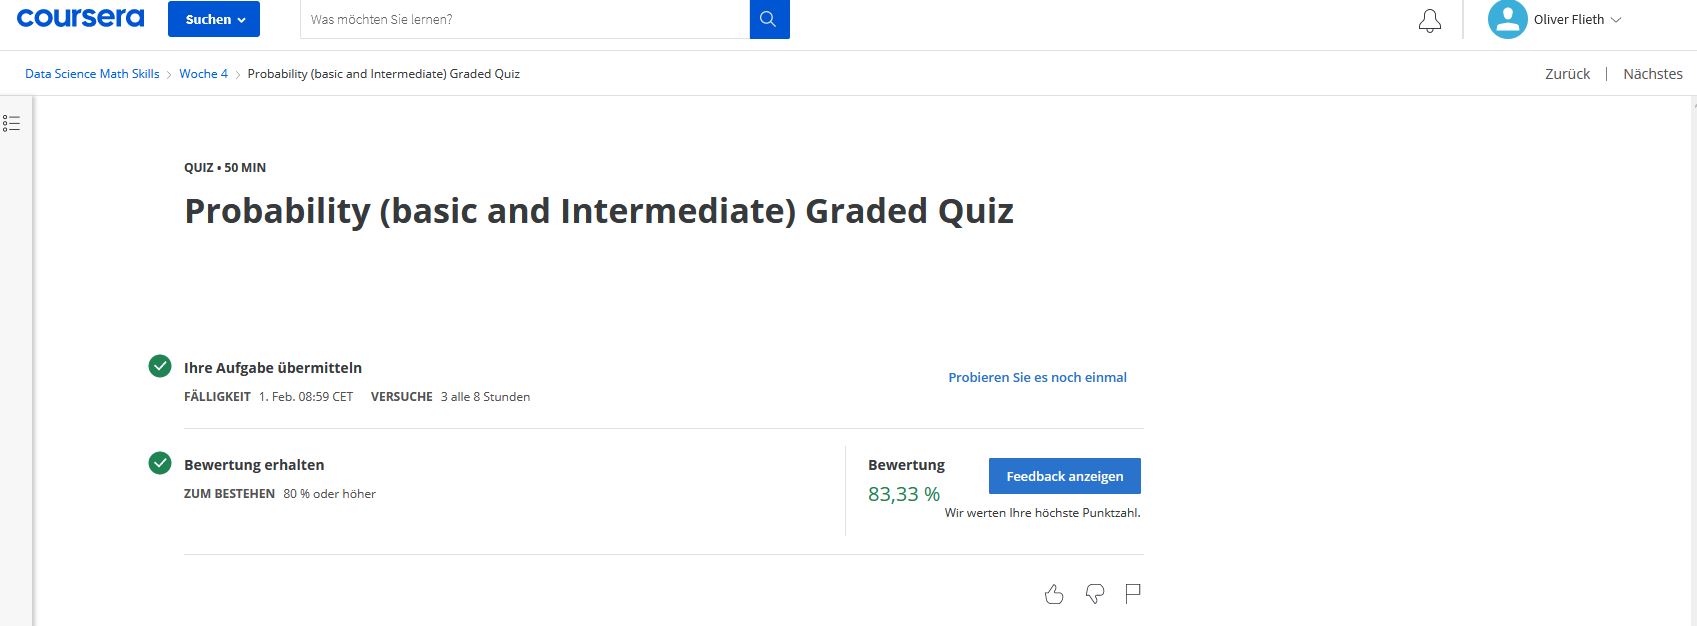 coursera
Suchen
Was möchten Sie lernen?
Oliver Flieth
Data Science Math Skills > Woche 4 > Probability (basic and Intermediate) Graded Quiz
Zurück | Nächstes
QUIZ • 50 MIN
Probability (basic and Intermediate) Graded Quiz
Ihre Aufgabe übermitteln
FÄLLIGKEIT 1. Feb. 08:59 CET VERSUCHE 3 alle 8 Stunden
Probieren Sie es noch einmal
Bewertung erhalten
ZUM BESTEHEN 80 % oder höher
Bewertung
83,33 %
Feedback anzeigen
Wir werten Ihre höchste Punktzahl.